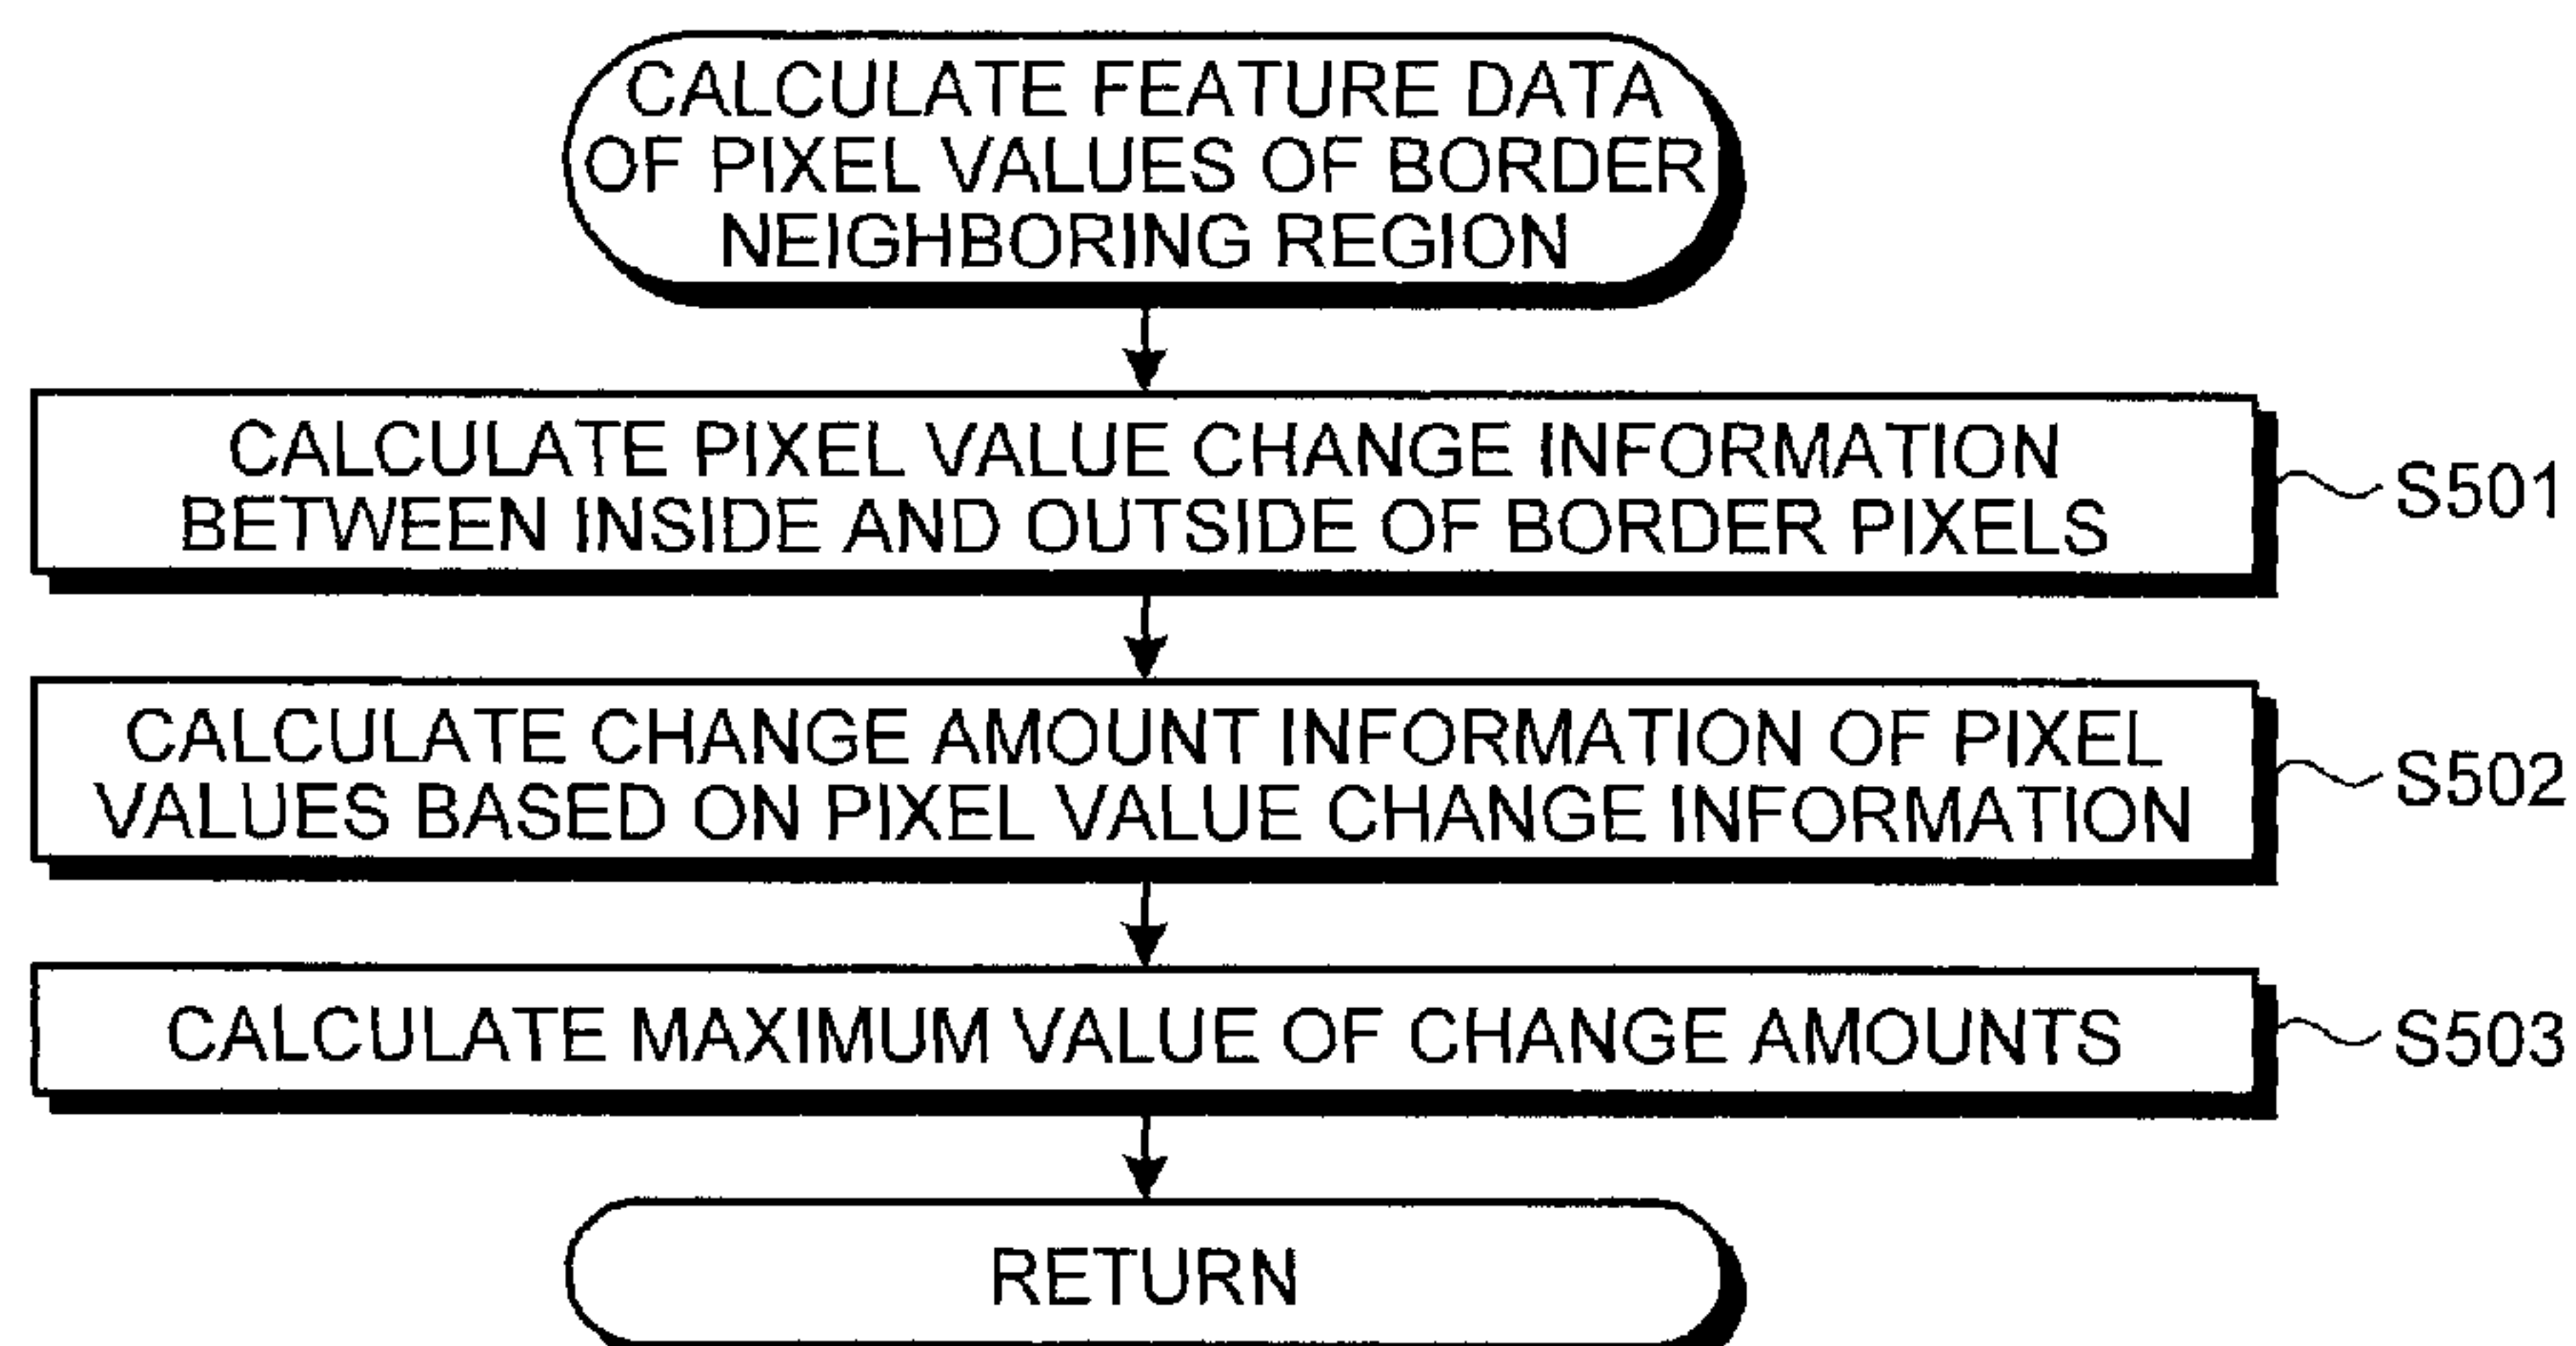 CALCULATE FEATURE DATA
OF PIXEL VALUES OF BORDER
NEIGHBORING REGION
CALCULATE PIXEL VALUE CHANGE INFORMATION
BETWEEN INSIDE AND OUTSIDE OF BORDER PIXELS
S501
CALCULATE CHANGE AMOUNT INFORMATION OF PIXEL
VALUES BASED ON PIXEL VALUE CHANGE INFORMATION
S502
CALCULATE MAXIMUM VALUE OF CHANGE AMOUNTS
S503
RETURN